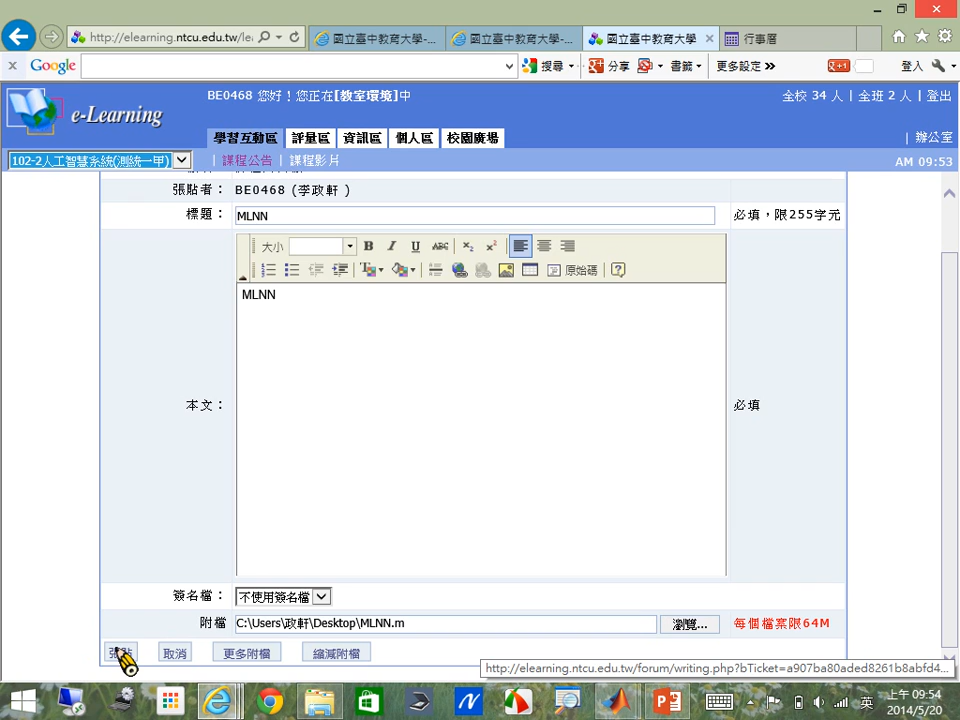 http://elearning.ntcu.edu.tw/le
國立臺中教育大學-...
國立臺中教育大學-...
國立臺中教育大學
行事曆
Google
搜尋
分享
書籤
更多設定 »
登入
e-Learning
BE0468 您好！您正在[教室環境]中
全校 34 人 | 全班 2 人 | 登出
學習互動區
評量區
資訊區
個人區
校園廣場
| 辦公室
102-2人工智慧系統(測統一甲)
| 課程公告 | 課程影片
AM 09:53
張貼者： BE0468 (李政軒 )
標題： MLNN 必填，限255字元
大小 B I U ABC x₂ x²
原始碼
MLNN
本文： 必填
簽名檔： 不使用簽名檔
附檔 C:\Users\政軒\Desktop\MLNN.m 瀏覽... 每個檔案限64M
張貼 取消 更多附檔 縮減附檔
http://elearning.ntcu.edu.tw/forum/writing.php?bTicket=a907ba80aded8261b8abfd4...
英
上午 09:54
2014/5/20